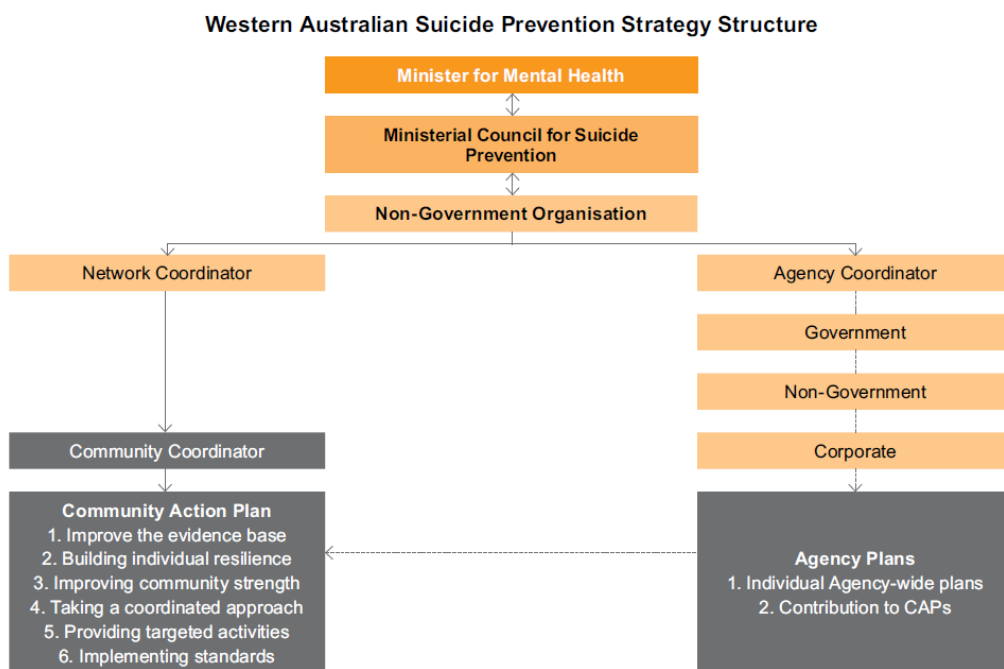 Western Australian Suicide Prevention Strategy Structure
Minister for Mental Health
Ministerial Council for Suicide
Prevention
Non-Government Organisation
Network Coordinator
Agency Coordinator
Government
Non-Government
Community Coordinator
Corporate
Community Action Plan
1. Improve the evidence base
2. Building individual resilience
3. Improving community strength
4. Taking a coordinated approach
5. Providing targeted activities
6. Implementing standards
Agency Plans
1. Individual Agency-wide plans
2. Contribution to CAPs